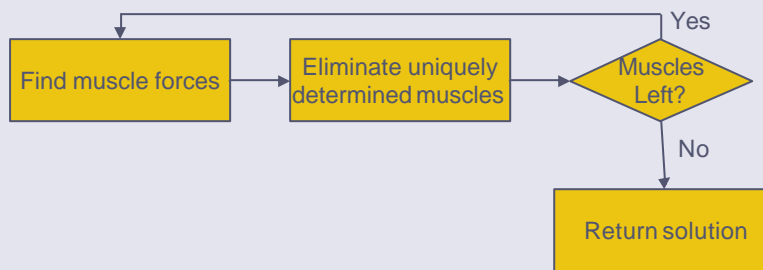 Yes
Find muscle forces
Eliminate uniquely
determined muscles
Muscles
Left?
No
Return solution